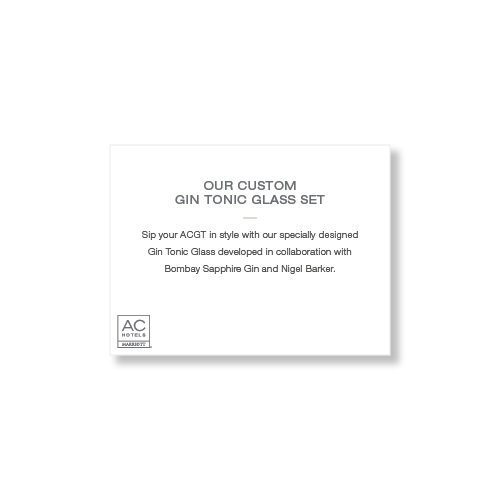 OUR CUSTOM
GIN TONIC GLASS SET
Sip your ACGT in style with our specially designed
Gin Tonic Glass developed in collaboration with
Bombay Sapphire Gin and Nigel Barker.
AC
HOTELS
MARRIOTT